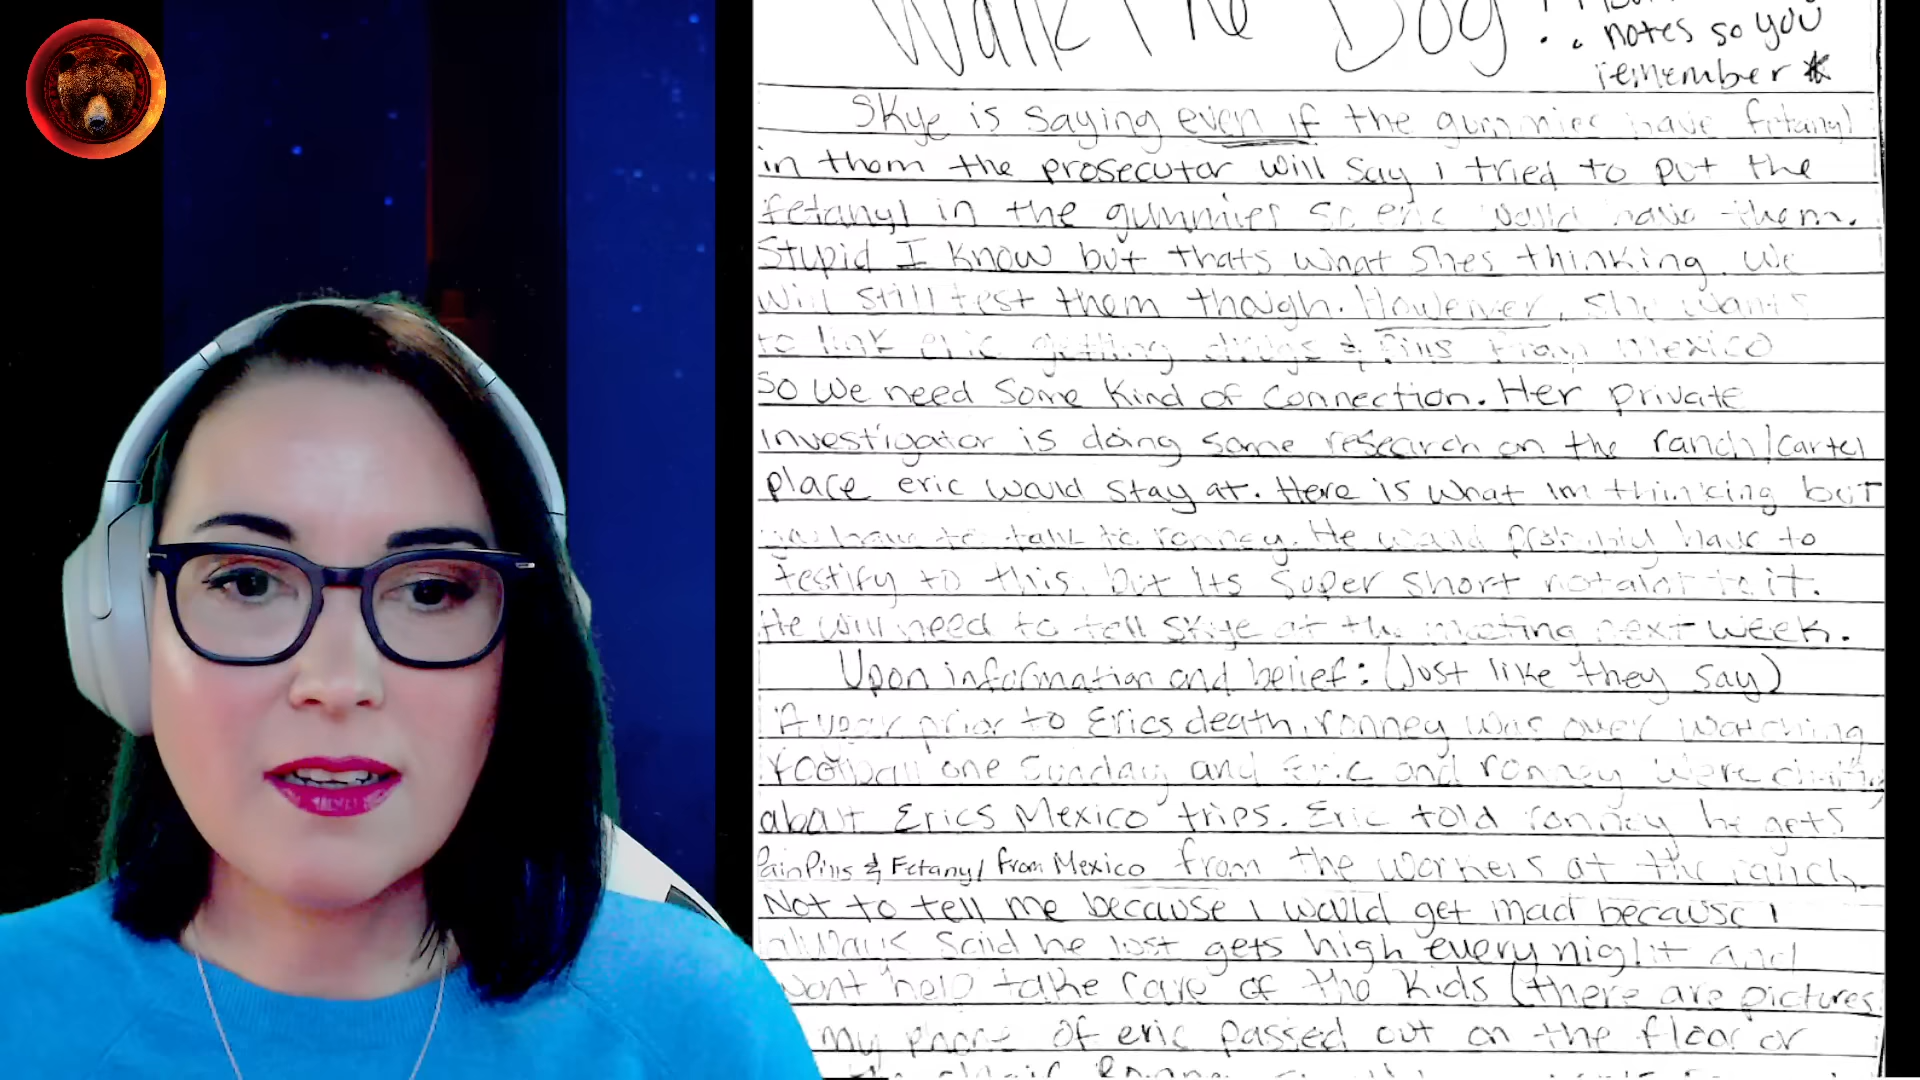 Walk The Dog !!
notes so you
remember *
Skye is saying even if the gummies have fetanyl
in them the prosecutor will say I tried to put the
fetanyl in the gummies so eric would have them.
Stupid I know but thats what Shes thinking. We
will still test them though. However, she wants
to link eric getting drugs & Pills from Mexico
So We need Some Kind of Connection. Her private
investigator is doing some research on the ranch/cartel
place eric would stay at. Here is what im thinking but
have to talk to ronney. He would probably have to
testify to this, but its super short not alot to it.
He will need to tell Skye at the meeting next week.
Upon information and belief: (Just like they say)
A year prior to Erics death, ronney was over watching
Football one Sunday and Eric and ronney were chatting
about Erics Mexico trips. Eric told ronney he gets
Pain Pills & Fetanyl from Mexico from the workers at the ranch.
Not to tell me because I would get mad because I
always said he just gets high every night and
wont help take care of the Kids (there are pictures
my phone of eric passed out on the floor or